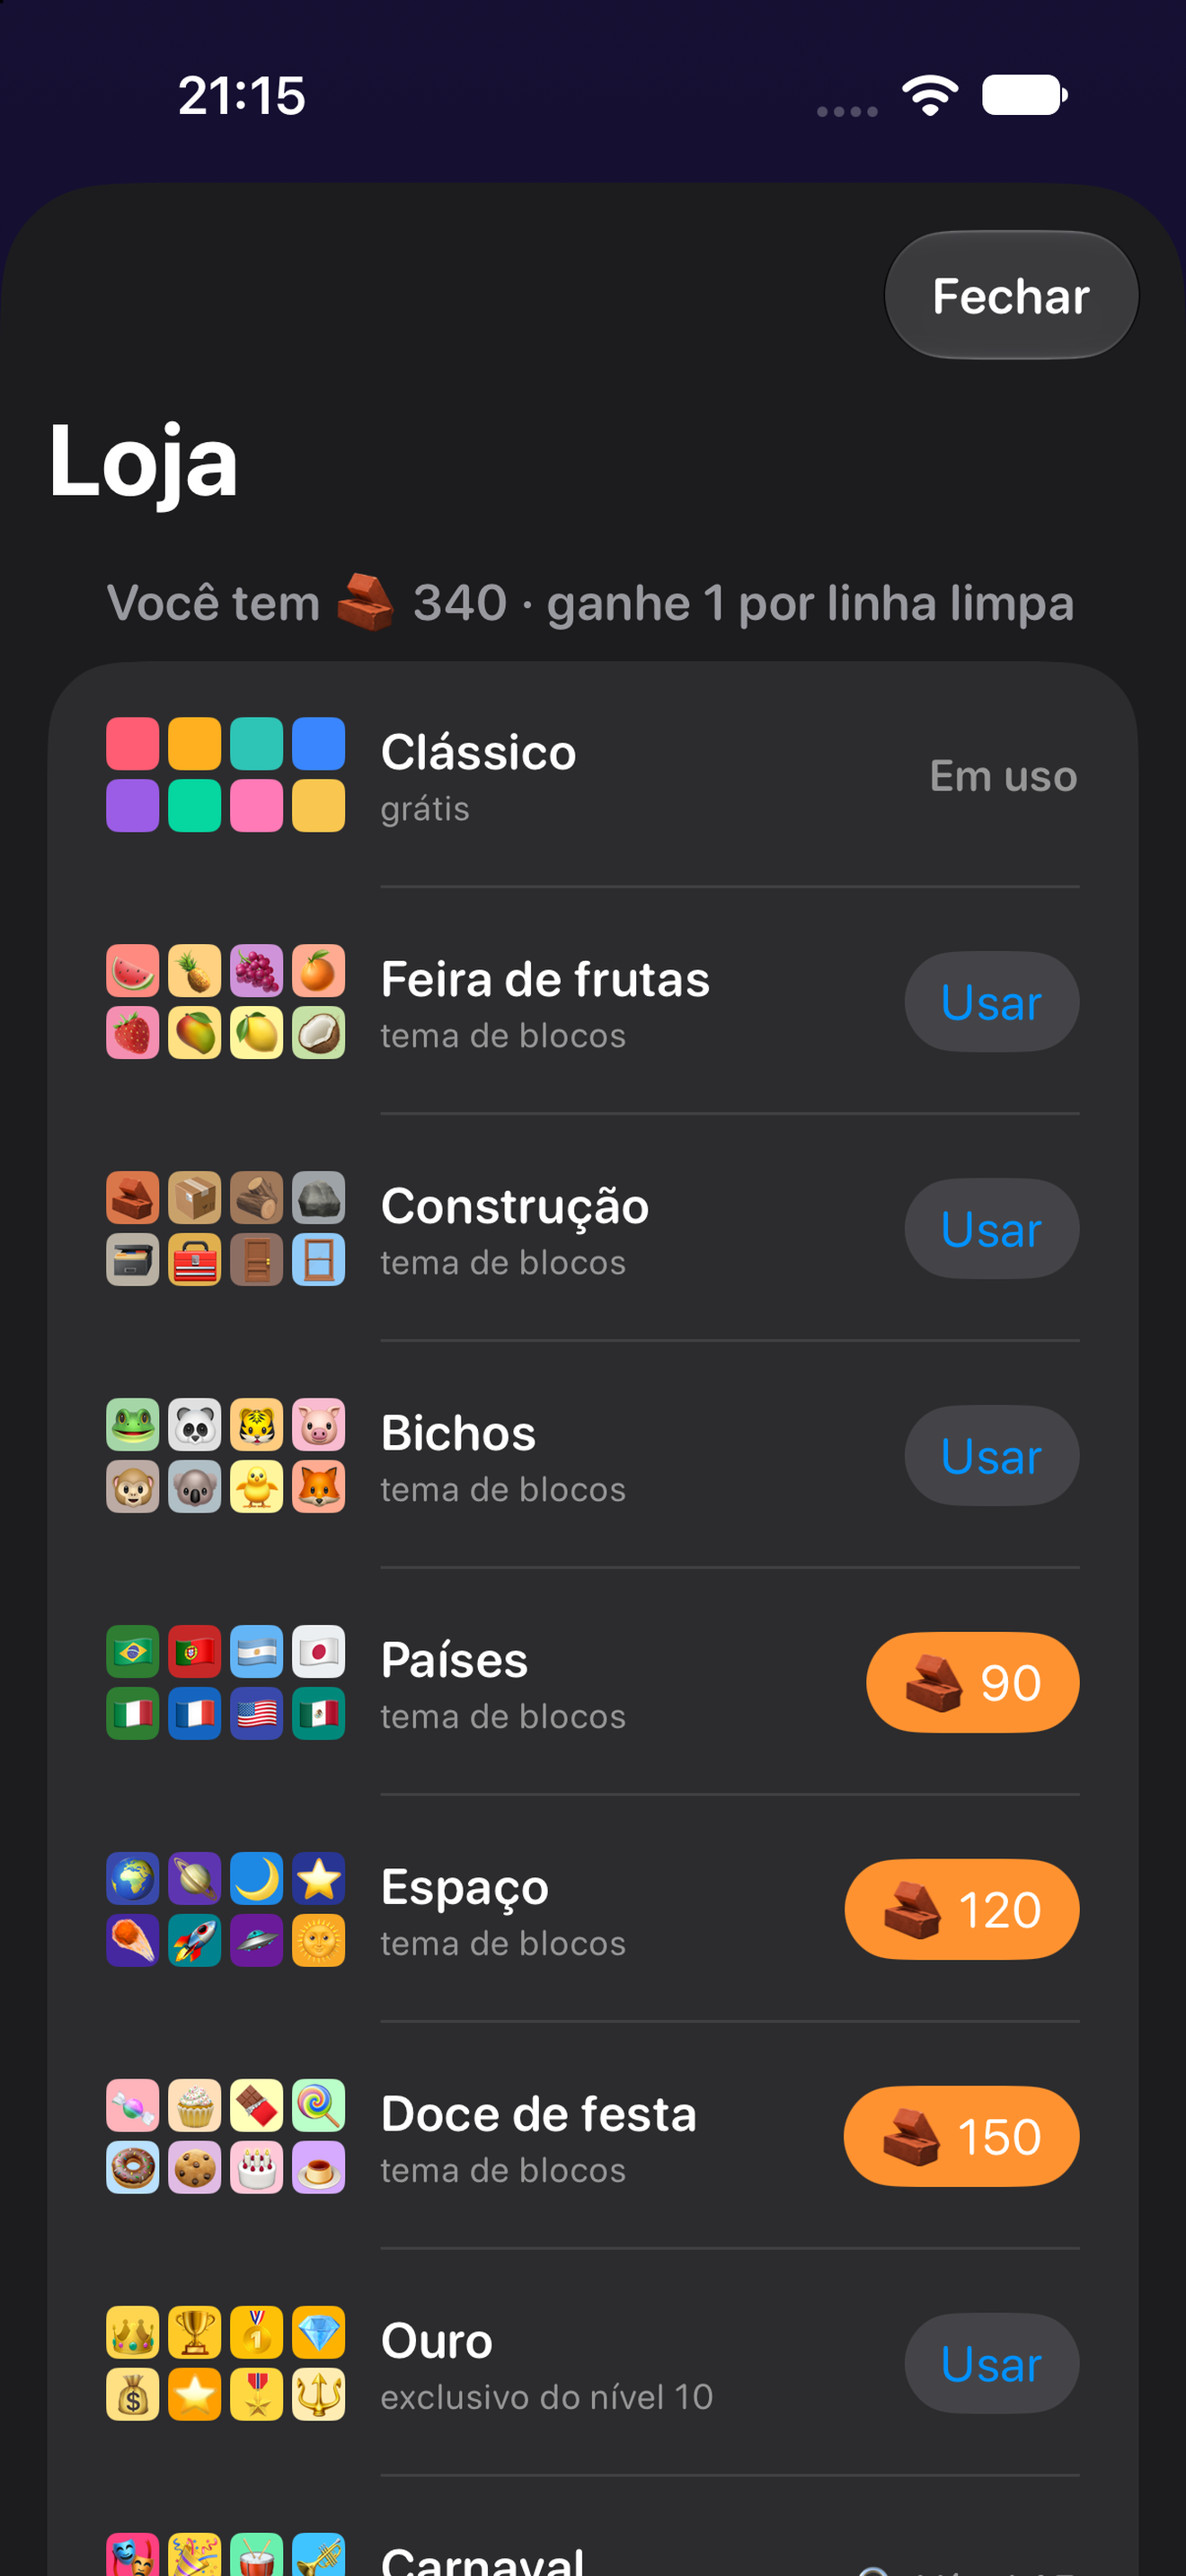 21:15
Fechar
Loja
Você tem 🧱 340 · ganhe 1 por linha limpa
Clássico
grátis
Em uso
Feira de frutas
tema de blocos
Usar
Construção
tema de blocos
Usar
Bichos
tema de blocos
Usar
Países
tema de blocos
90
Espaço
tema de blocos
120
Doce de festa
tema de blocos
150
Ouro
exclusivo do nível 10
Usar
Carnaval